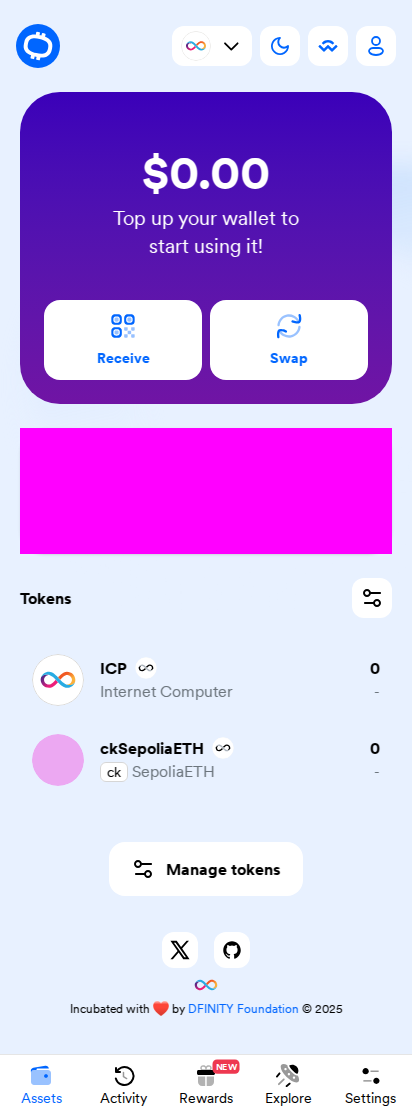 $0.00
Top up your wallet to
start using it!
Receive
Swap
Tokens
ICP
0
Internet Computer
-
ckSepoliaETH
0
ck SepoliaETH
-
Manage tokens
Incubated with ❤️ by DFINITY Foundation © 2025
NEW
Assets
Activity
Rewards
Explore
Settings